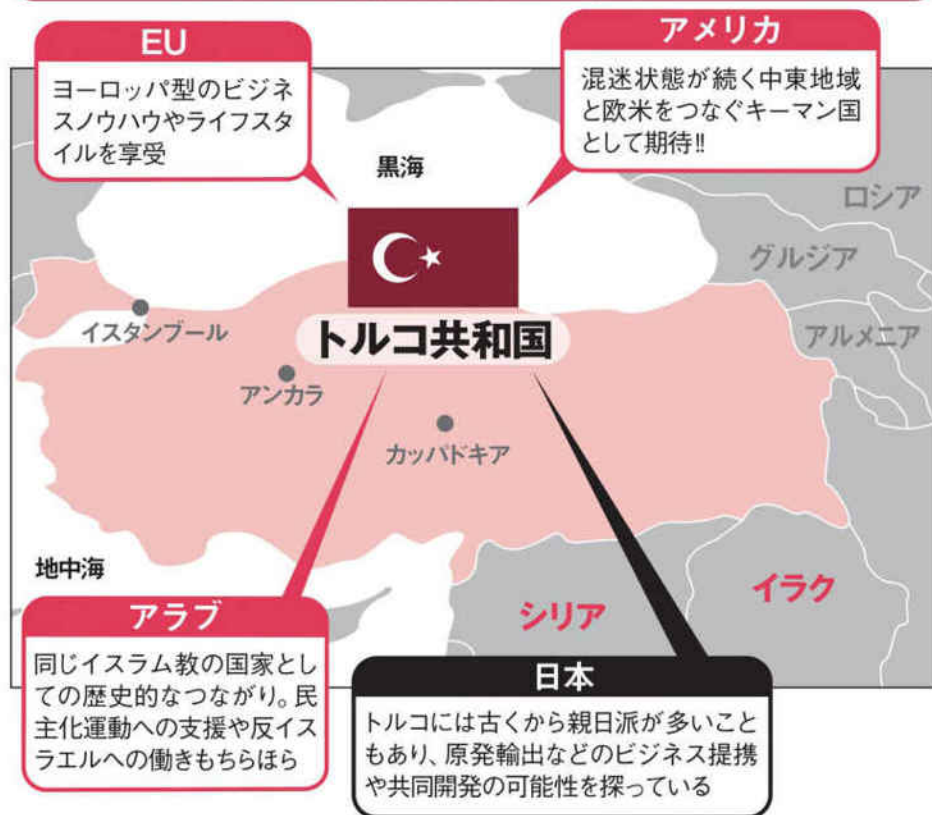 EU
ヨーロッパ型のビジネ
スノウハウやライフスタ
イルを享受
アメリカ
混迷状態が続く中東地域
と欧米をつなぐキーマン国
として期待!!
黒海
ロシア
グルジア
アルメニア
イスタンブール
トルコ共和国
アンカラ
カッパドキア
地中海
シリア
イラク
アラブ
同じイスラム教の国家とし
ての歴史的なつながり。民
主化運動への支援や反イス
ラエルへの働きもちらほら
日本
トルコには古くから親日派が多いこと
もあり、原発輸出などのビジネス提携
や共同開発の可能性を探っている